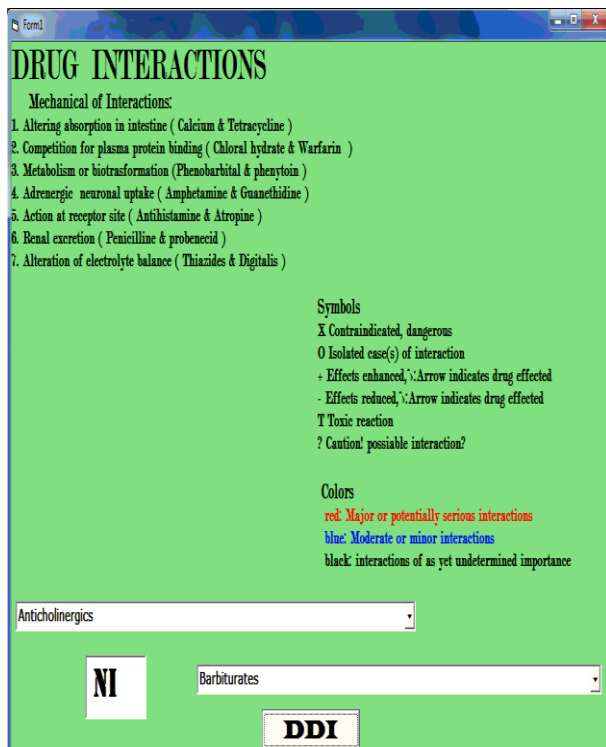 Form1
DRUG INTERACTIONS
Mechanical of Interactions:
1. Altering absorption in intestine ( Calcium & Tetracycline )
2. Competition for plasma protein binding ( Chloral hydrate & Warfarin )
3. Metabolism or biotrasformation (Phenobarbital & phenytoin )
4. Adrenergic neuronal uptake ( Amphetamine & Guanethidine )
5. Action at receptor site ( Antihistamine & Atropine )
6. Renal excretion ( Penicilline & probenecid )
7. Alteration of electrolyte balance ( Thiazides & Digitalis )
Symbols
X Contraindicated, dangerous
O Isolated case(s) of interaction
+ Effects enhanced, :Arrow indicates drug effected
- Effects reduced, :Arrow indicates drug effected
T Toxic reaction
? Caution! possiable interaction?
Colors
red: Major or potentially serious interactions
blue: Moderate or minor interactions
black: interactions of as yet undetermined importance
Anticholinergics
NI
Barbiturates
DDI